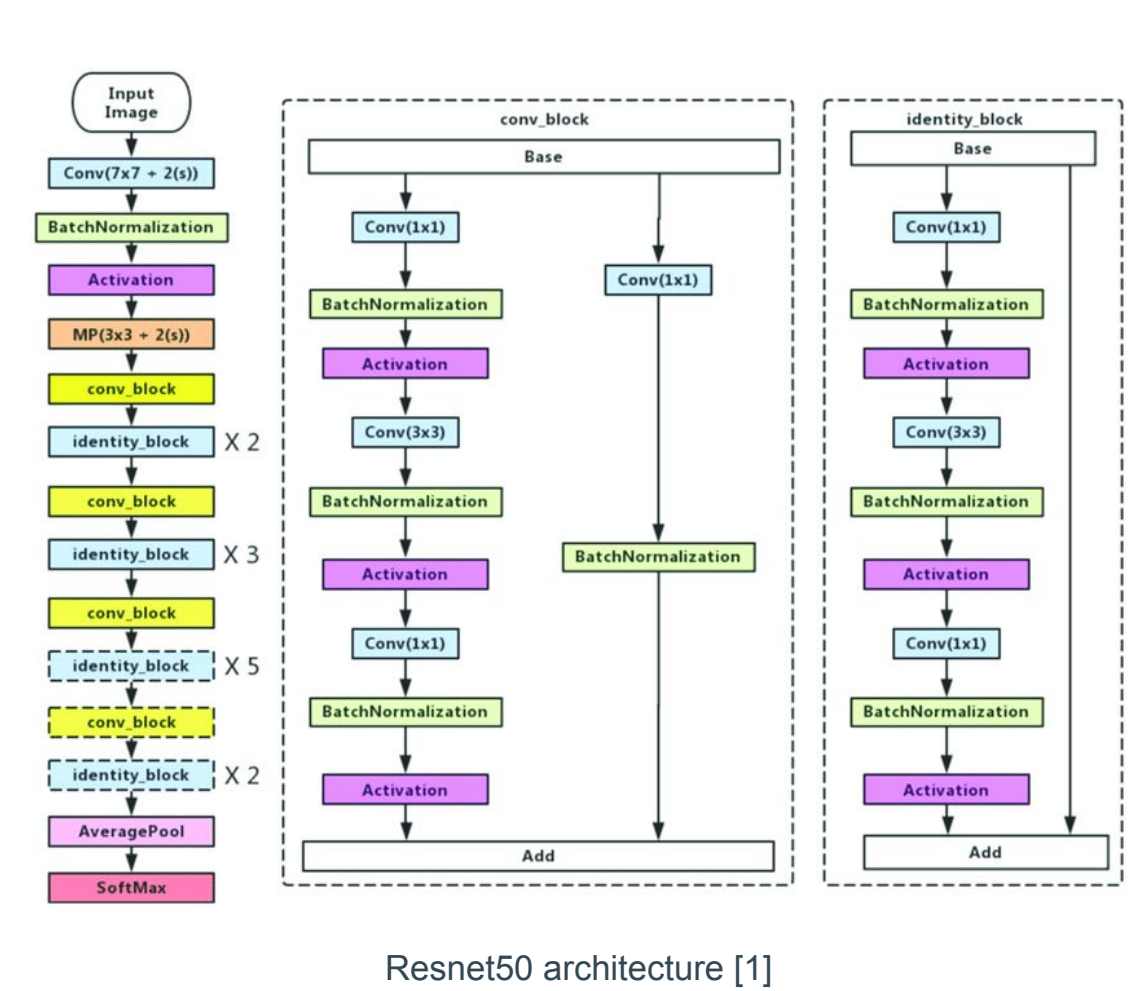 Input
Image
Conv(7x7 + 2(s))
BatchNormalization
Activation
MP(3x3 + 2(s))
conv_block
identity_block X 2
conv_block
identity_block X 3
conv_block
identity_block X 5
conv_block
identity_block X 2
AveragePool
SoftMax
conv_block
Base
Conv(1x1)
BatchNormalization
Activation
Conv(3x3)
BatchNormalization
Activation
Conv(1x1)
BatchNormalization
Activation
Conv(1x1)
BatchNormalization
Add
identity_block
Base
Conv(1x1)
BatchNormalization
Activation
Conv(3x3)
BatchNormalization
Activation
Conv(1x1)
BatchNormalization
Activation
Add
Resnet50 architecture [1]